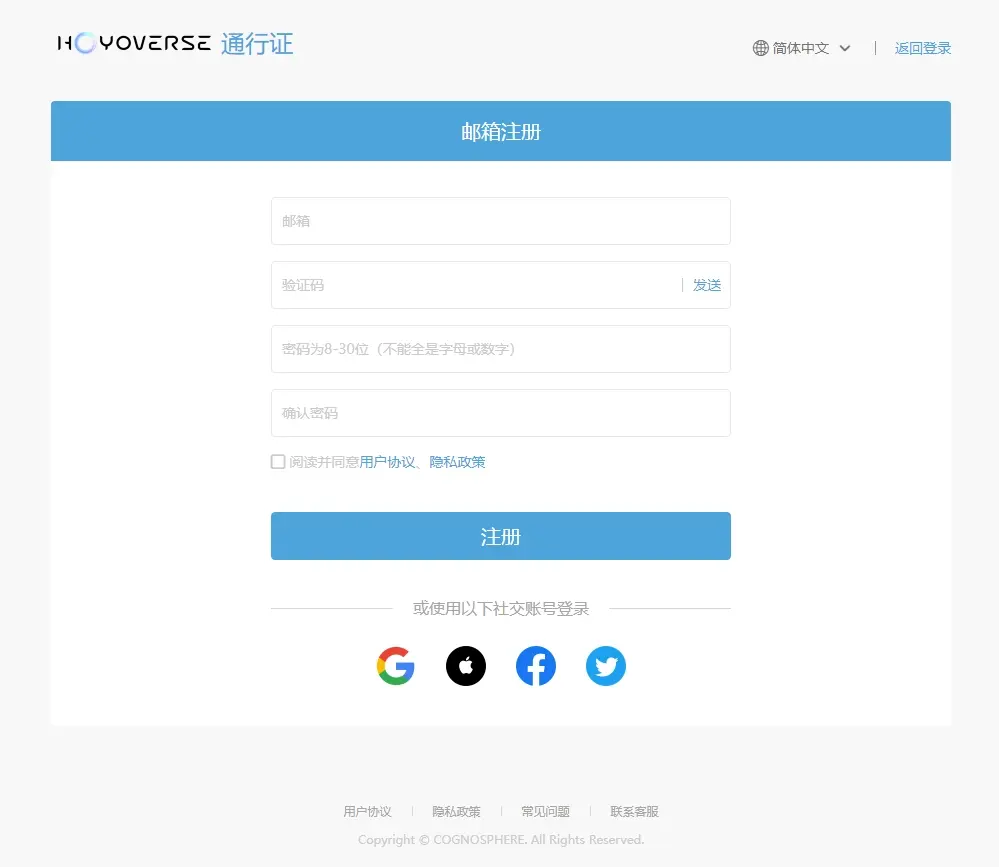 HOYOVERSE 通行证
简体中文 | 返回登录
邮箱注册
邮箱
验证码 | 发送
密码为8-30位（不能全是字母或数字）
确认密码
阅读并同意用户协议、隐私政策
注册
或使用以下社交账号登录
用户协议 | 隐私政策 | 常见问题 | 联系客服
Copyright © COGNOSPHERE. All Rights Reserved.